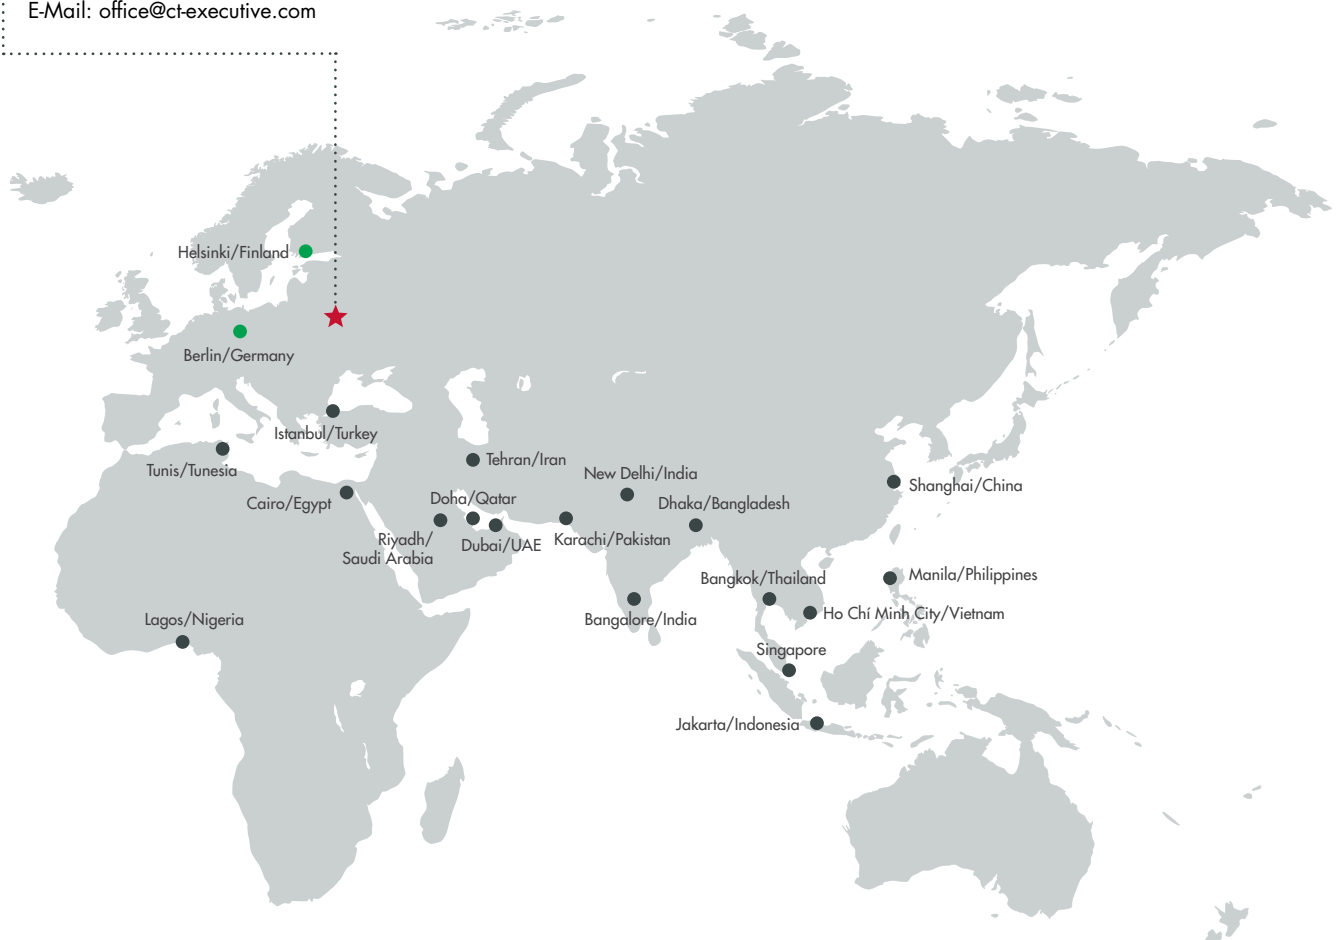 E-Mail: office@ct-executive.com
Helsinki/Finland
Berlin/Germany
Istanbul/Turkey
Tunis/Tunesia
Tehran/Iran
New Delhi/India
Shanghai/China
Cairo/Egypt
Doha/Qatar
Dhaka/Bangladesh
Riyadh/
Saudi Arabia
Dubai/UAE
Karachi/Pakistan
Bangkok/Thailand
Manila/Philippines
Lagos/Nigeria
Bangalore/India
Ho Chí Minh City/Vietnam
Singapore
Jakarta/Indonesia